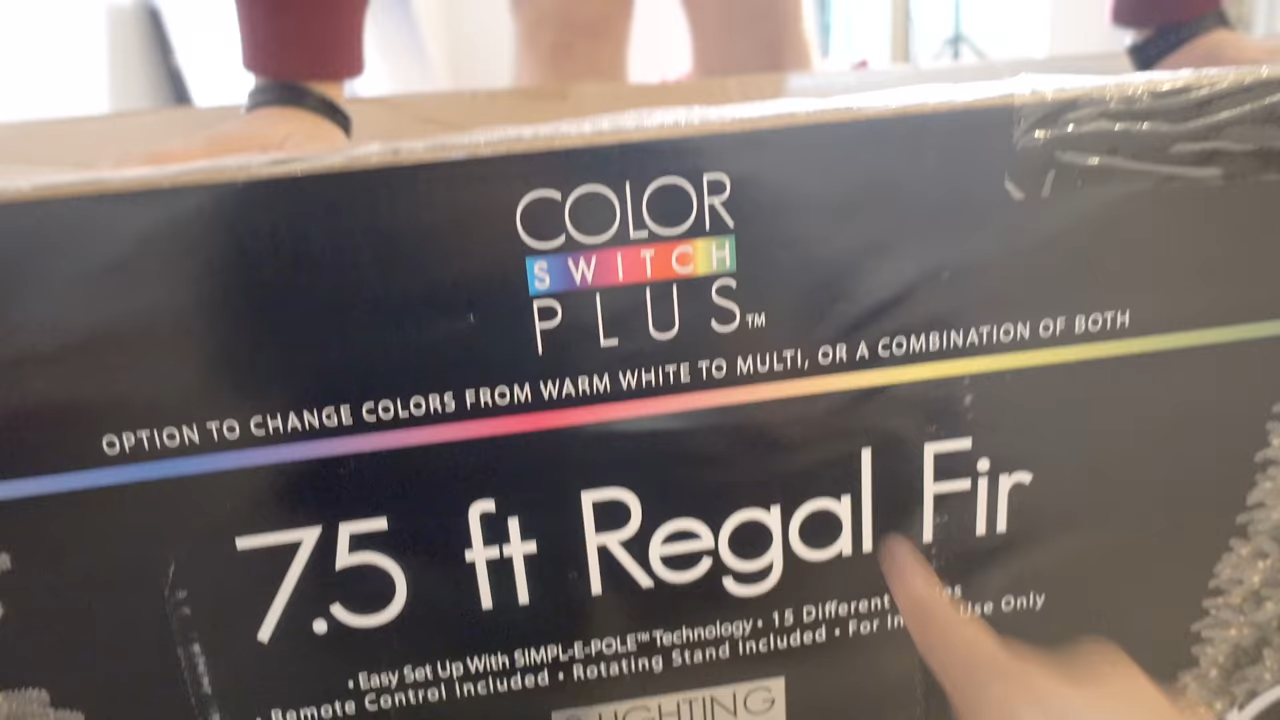 COLOR
SWITCH
PLUS™
OPTION TO CHANGE COLORS FROM WARM WHITE TO MULTI, OR A COMBINATION OF BOTH
7.5 ft Regal Fir
• Easy Set Up With SIMPL-E-POLE™ Technology • 15 Different
• Remote Control Included • Rotating Stand Included • For Use Only
LIGHTING